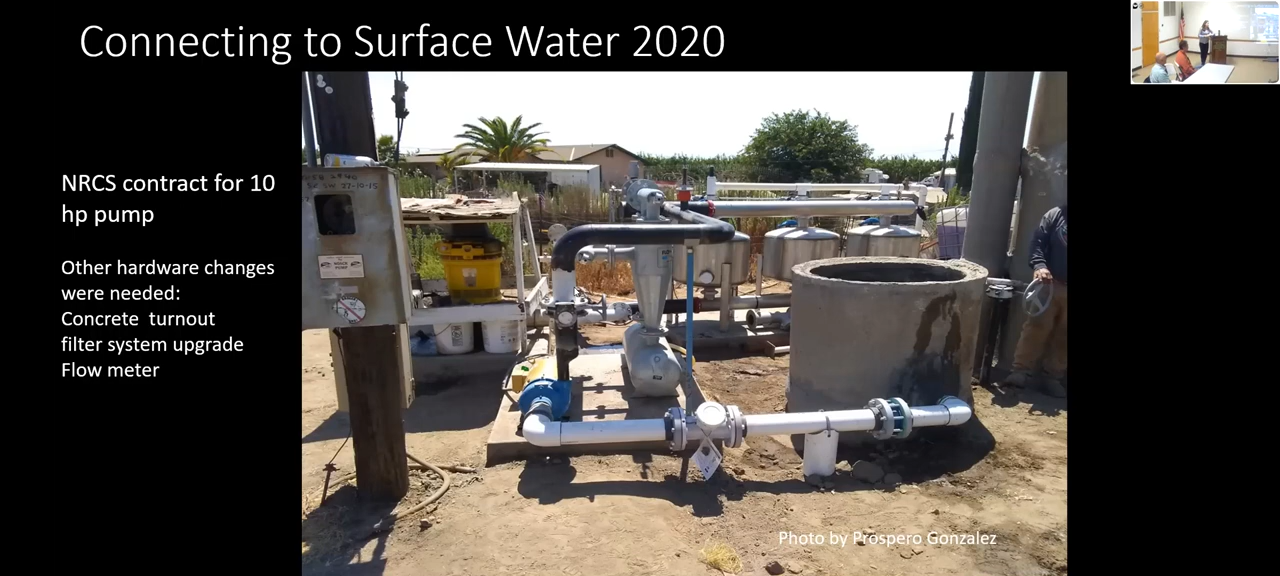 Connecting to Surface Water 2020
NRCS contract for 10
hp pump
Other hardware changes
were needed:
Concrete turnout
filter system upgrade
Flow meter
Photo by Prospero Gonzalez